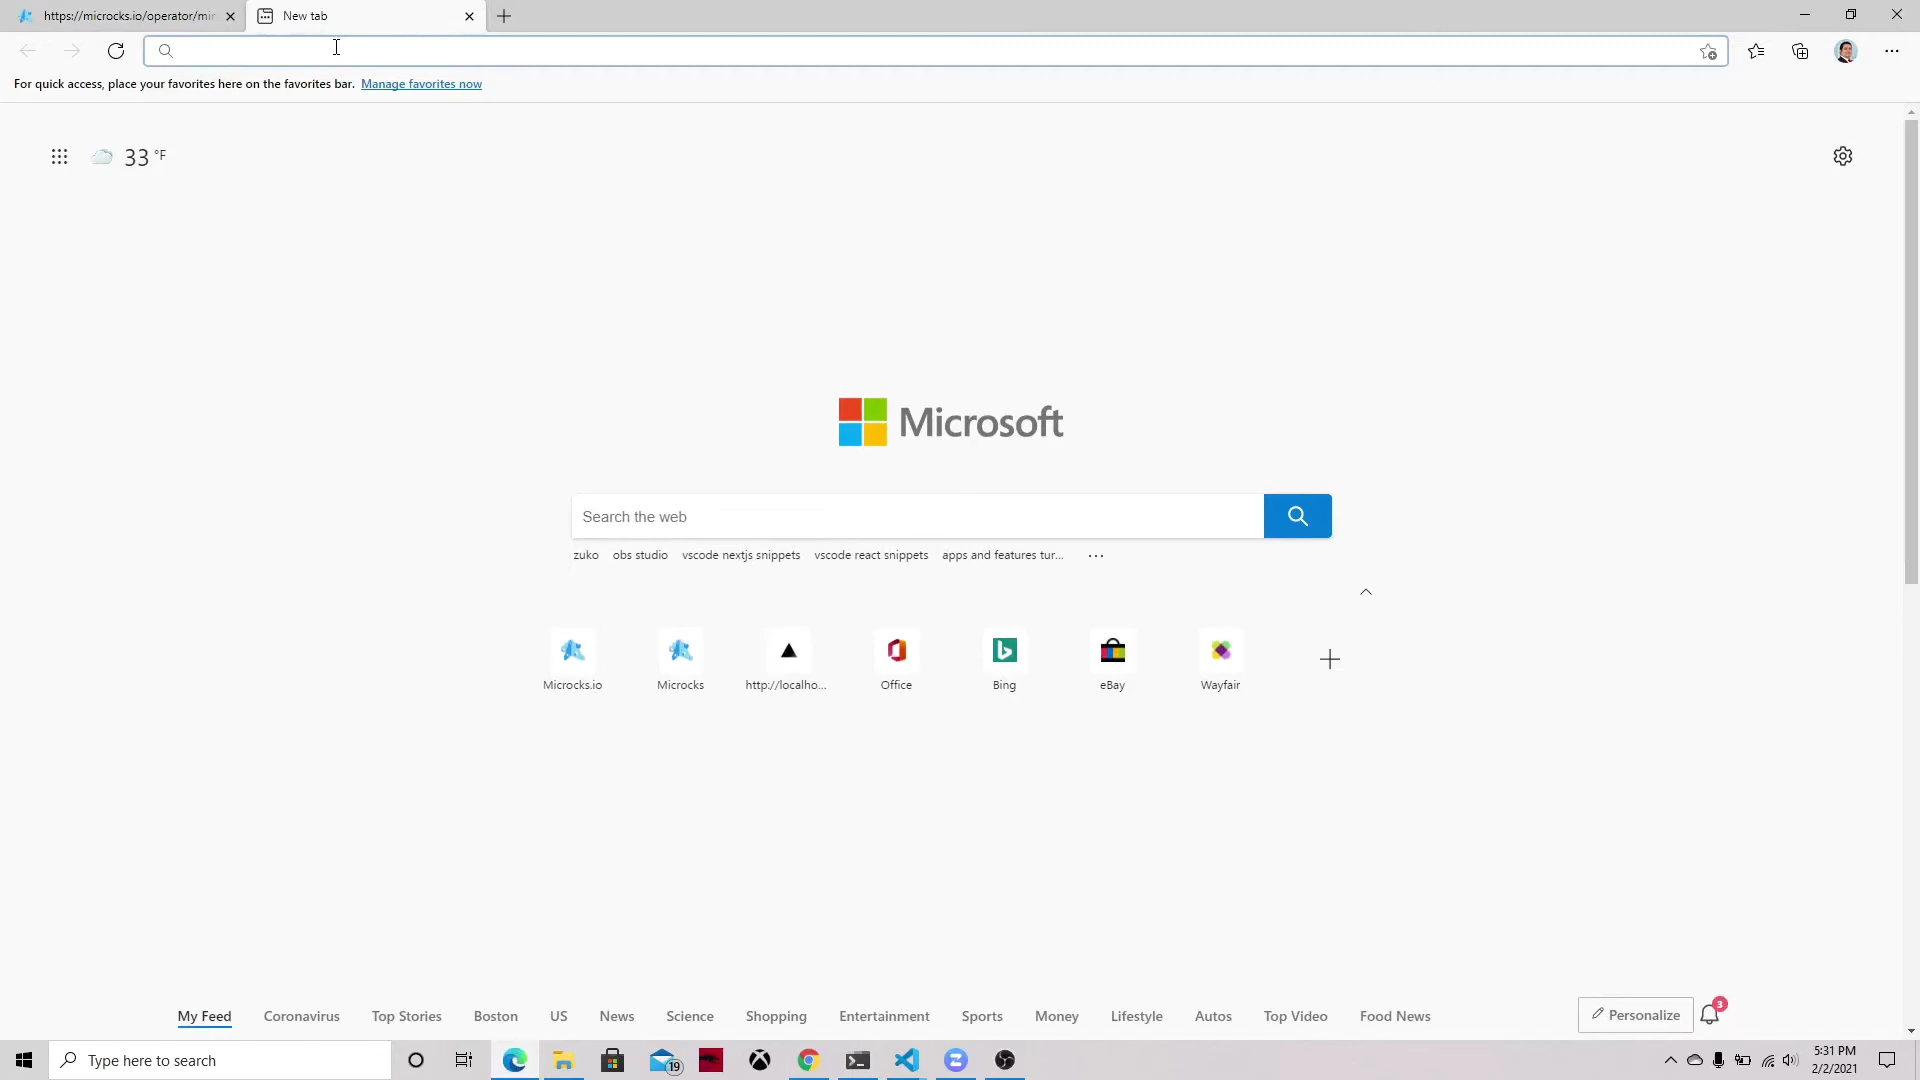 https://microcks.io/operator/min
New tab
For quick access, place your favorites here on the favorites bar. Manage favorites now
33 °F
Microsoft
Search the web
zuko obs studio vscode nextjs snippets vscode react snippets apps and features tur...
Microcks.io Microcks http://localho... Office Bing eBay Wayfair
My Feed Coronavirus Top Stories Boston US News Science Shopping Entertainment Sports Money Lifestyle Autos Top Video Food News
Personalize
3
Type here to search
19
5:31 PM
2/2/2021